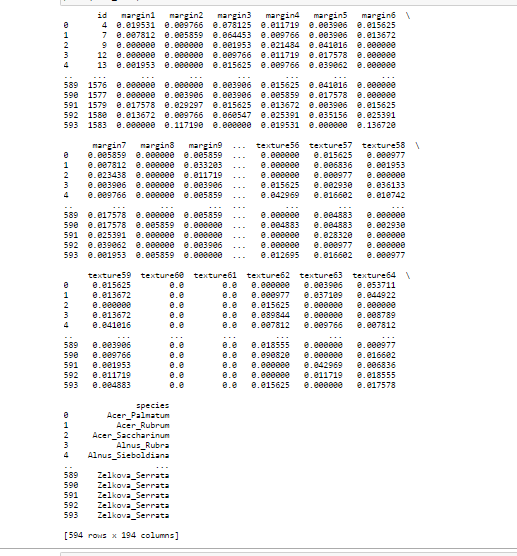 id margin1 margin2 margin3 margin4 margin5 margin6 \
0 4 0.019531 0.009766 0.078125 0.011719 0.003906 0.015625
1 7 0.007812 0.005859 0.064453 0.009766 0.003906 0.013672
2 9 0.000000 0.000000 0.001953 0.021484 0.041016 0.000000
3 12 0.000000 0.000000 0.009766 0.011719 0.017578 0.000000
4 13 0.001953 0.000000 0.015625 0.009766 0.039062 0.000000
.. ... ... ... ... ... ... ...
589 1576 0.000000 0.000000 0.003906 0.015625 0.041016 0.000000
590 1577 0.000000 0.003906 0.003906 0.005859 0.017578 0.000000
591 1579 0.017578 0.029297 0.015625 0.013672 0.003906 0.015625
592 1580 0.013672 0.009766 0.060547 0.025391 0.035156 0.025391
593 1583 0.000000 0.117190 0.000000 0.019531 0.000000 0.136720
margin7 margin8 margin9 ... texture56 texture57 texture58 \
0 0.005859 0.000000 0.005859 ... 0.000000 0.015625 0.000977
1 0.007812 0.000000 0.033203 ... 0.000000 0.006836 0.001953
2 0.023438 0.000000 0.011719 ... 0.000000 0.000977 0.000000
3 0.003906 0.000000 0.003906 ... 0.015625 0.002930 0.036133
4 0.009766 0.000000 0.005859 ... 0.042969 0.016602 0.010742
.. ... ... ... ... ... ... ...
589 0.017578 0.000000 0.005859 ... 0.000000 0.004883 0.000000
590 0.017578 0.005859 0.000000 ... 0.004883 0.004883 0.002930
591 0.025391 0.000000 0.000000 ... 0.000000 0.028320 0.000000
592 0.039062 0.000000 0.003906 ... 0.000000 0.000977 0.000000
593 0.001953 0.005859 0.000000 ... 0.012695 0.016602 0.000977
texture59 texture60 texture61 texture62 texture63 texture64 \
0 0.015625 0.0 0.0 0.000000 0.003906 0.053711
1 0.013672 0.0 0.0 0.000977 0.037109 0.044922
2 0.000000 0.0 0.0 0.015625 0.000000 0.000000
3 0.013672 0.0 0.0 0.089844 0.000000 0.008789
4 0.041016 0.0 0.0 0.007812 0.009766 0.007812
.. ... ... ... ... ... ...
589 0.003906 0.0 0.0 0.018555 0.000000 0.000977
590 0.009766 0.0 0.0 0.090820 0.000000 0.016602
591 0.001953 0.0 0.0 0.000000 0.042969 0.006836
592 0.011719 0.0 0.0 0.000000 0.011719 0.018555
593 0.004883 0.0 0.0 0.015625 0.000000 0.017578
species
0 Acer_Palmatum
1 Acer_Rubrum
2 Acer_Saccharinum
3 Alnus_Rubra
4 Alnus_Sieboldiana
.. ...
589 Zelkova_Serrata
590 Zelkova_Serrata
591 Zelkova_Serrata
592 Zelkova_Serrata
593 Zelkova_Serrata
[594 rows x 194 columns]